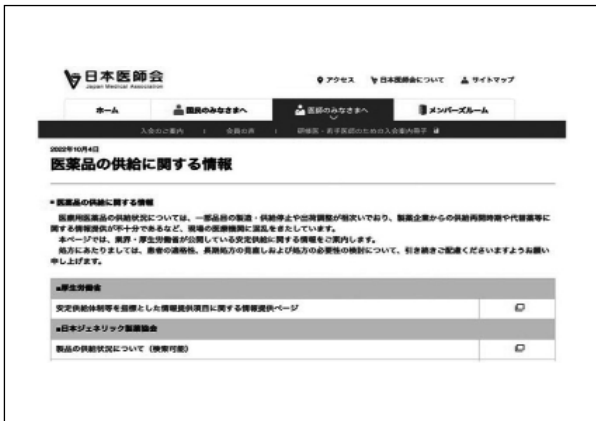 日本医師会
Japan Medical Association
アクセス 日本医師会について サイトマップ
ホーム 国民のみなさまへ 医師のみなさまへ メンバーズルーム
入会のご案内 | 会員の声 | 研修医・若手医師のための入会案内冊子
2022年10月4日
医薬品の供給に関する情報
医薬品の供給に関する情報
医療用医薬品の供給状況については、一部品目の製造・供給停止や出荷調整が相次いでおり、製薬企業からの供給再開時期や代替薬等に
関する情報提供が不十分であるなど、現場の医療機関に混乱をきたしています。
本ページでは、業界・厚生労働省が公開している安定供給に関する情報をご案内します。
処方にあたりましては、患者の適格性、長期処方の見直しおよび処方の必要性の検討について、引き続きご配慮くださいますようお願い
申し上げます。
■厚生労働省
安定供給体制等を指標とした情報提供項目に関する情報提供ページ
■日本ジェネリック製薬協会
製品の供給状況について（検索可能）